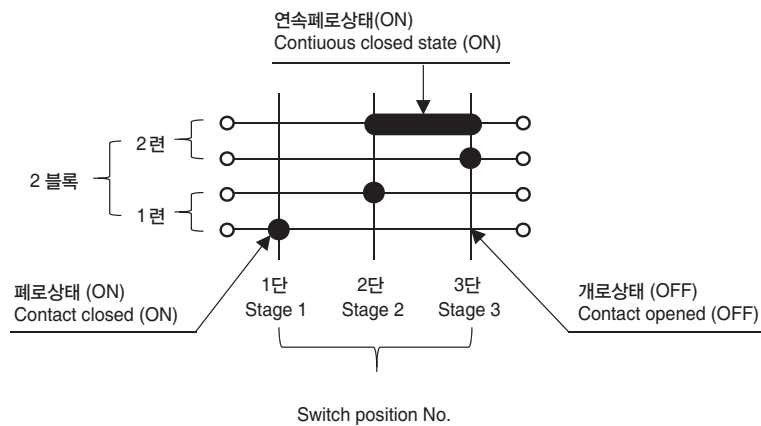 연속폐로상태(ON)
Contiuous closed state (ON)
2련
2 블록
1련
1단
Stage 1
2단
Stage 2
3단
Stage 3
폐로상태 (ON)
Contact closed (ON)
개로상태 (OFF)
Contact opened (OFF)
Switch position No.